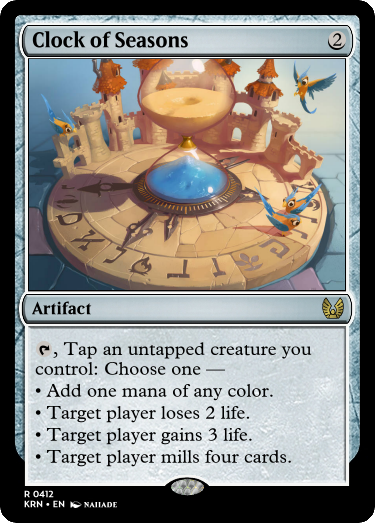 Clock of Seasons 2
Artifact
, Tap an untapped creature you
control: Choose one —
• Add one mana of any color.
• Target player loses 2 life.
• Target player gains 3 life.
• Target player mills four cards.
R 0412
KRN • EN NAIIADE